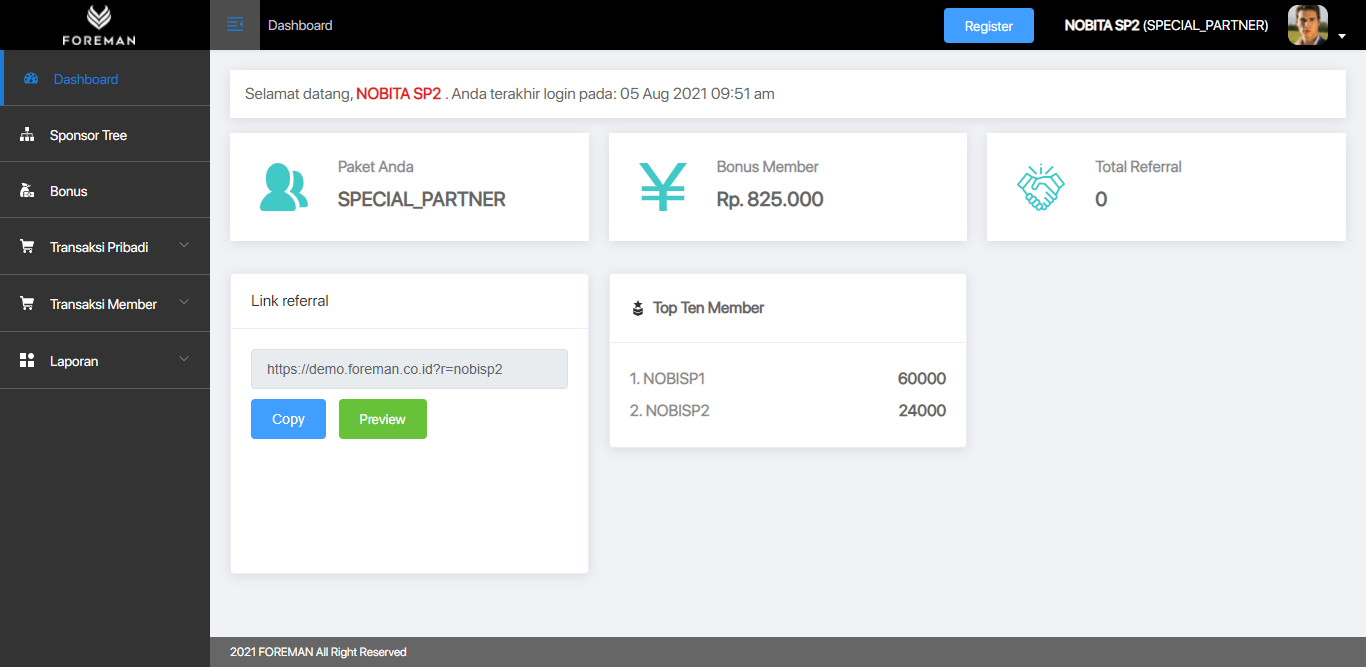 FOREMAN
Dashboard
Register
NOBITA SP2 (SPECIAL_PARTNER)
Dashboard
Sponsor Tree
Bonus
Transaksi Pribadi
Transaksi Member
Laporan
Selamat datang, NOBITA SP2 . Anda terakhir login pada: 05 Aug 2021 09:51 am
Paket Anda
SPECIAL_PARTNER
Bonus Member
Rp. 825.000
Total Referral
0
Link referral
https://demo.foreman.co.id?r=nobisp2
Copy Preview
Top Ten Member
1. NOBISP1 60000
2. NOBISP2 24000
2021 FOREMAN All Right Reserved